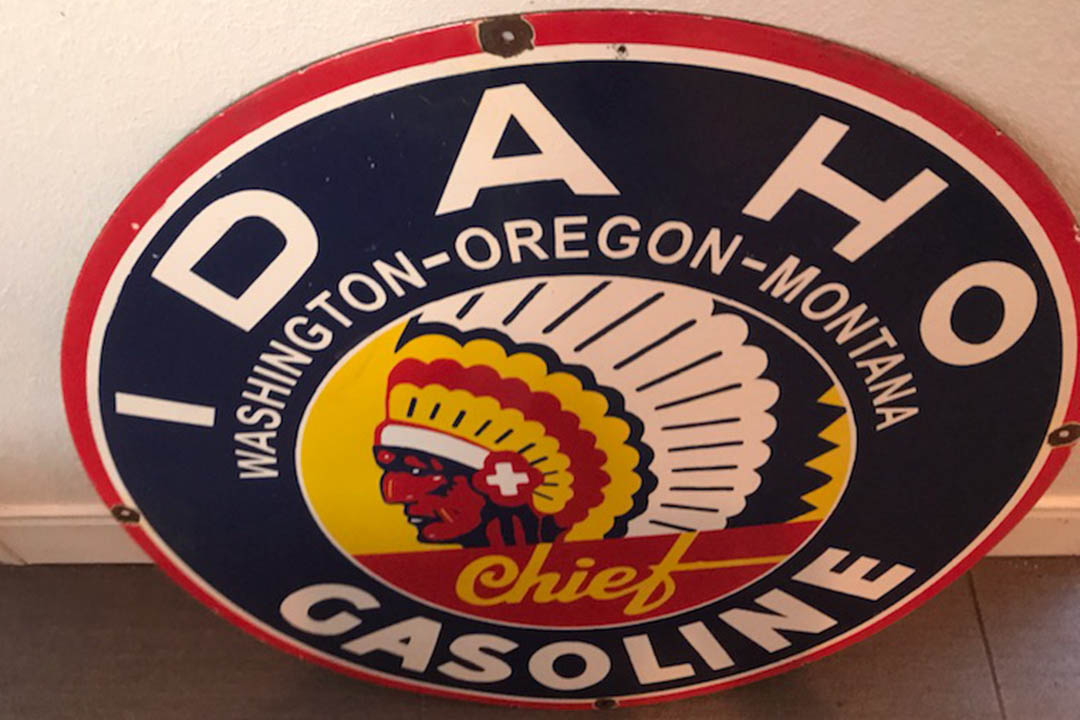 IDAHO
WASHINGTON-OREGON-MONTANA
Chief
GASOLINE